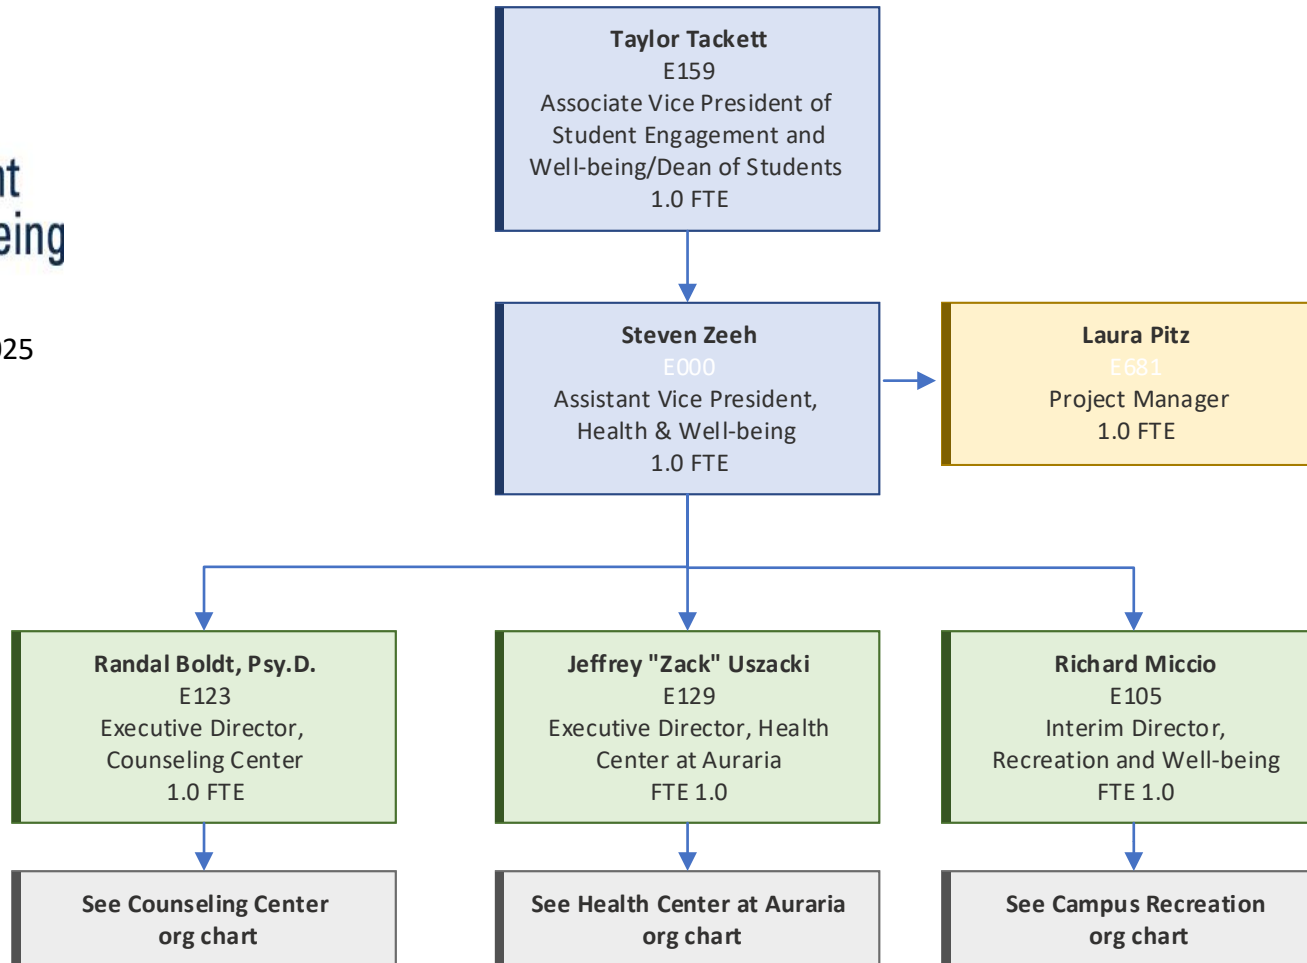 Taylor Tackett
E159
Associate Vice President of
Student Engagement and
Well-being/Dean of Students
1.0 FTE
nt
eing
025
Steven Zeeh
E000
Assistant Vice President,
Health & Well-being
1.0 FTE
Laura Pitz
E681
Project Manager
1.0 FTE
Randal Boldt, Psy.D.
E123
Executive Director,
Counseling Center
1.0 FTE
Jeffrey "Zack" Uszacki
E129
Executive Director, Health
Center at Auraria
FTE 1.0
Richard Miccio
E105
Interim Director,
Recreation and Well-being
FTE 1.0
See Counseling Center
org chart
See Health Center at Auraria
org chart
See Campus Recreation
org chart